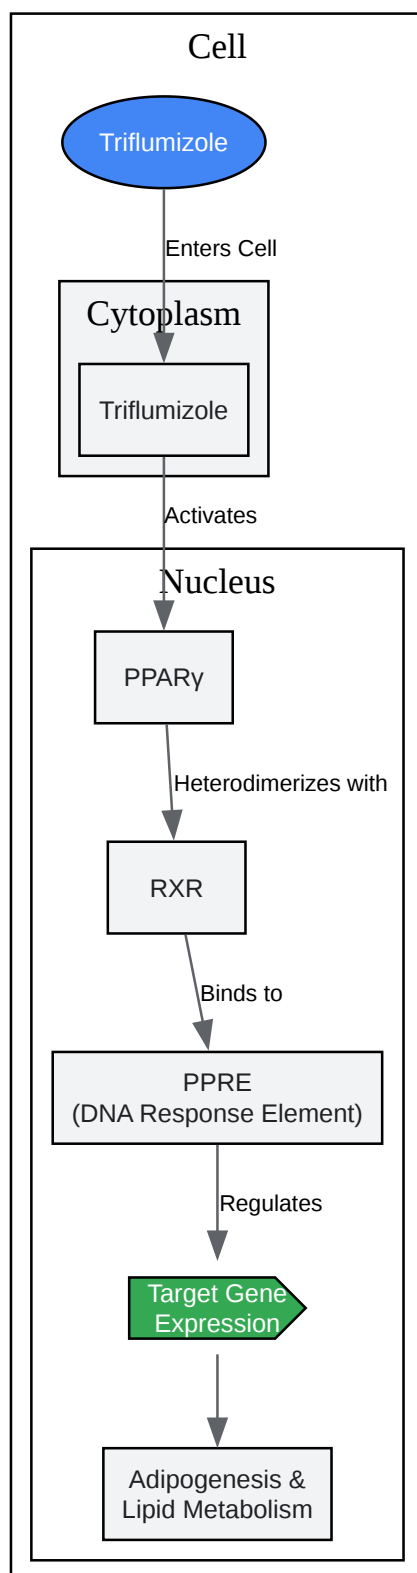 Cell
Triflumizole
Enters Cell
Cytoplasm
Triflumizole
Activates
Nucleus
PPARγ
Heterodimerizes with
RXR
Binds to
PPRE
(DNA Response Element)
Regulates
Target Gene
Expression
Adipogenesis &
Lipid Metabolism